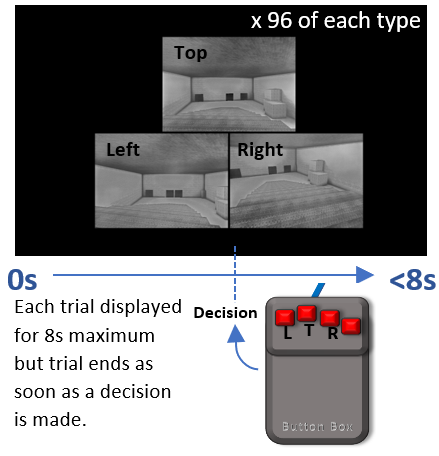 x 96 of each type
Top
Left
Right
0s
<8s
Each trial displayed
for 8s maximum
but trial ends as
soon as a decision
is made.
Decision
L T R
Button Box